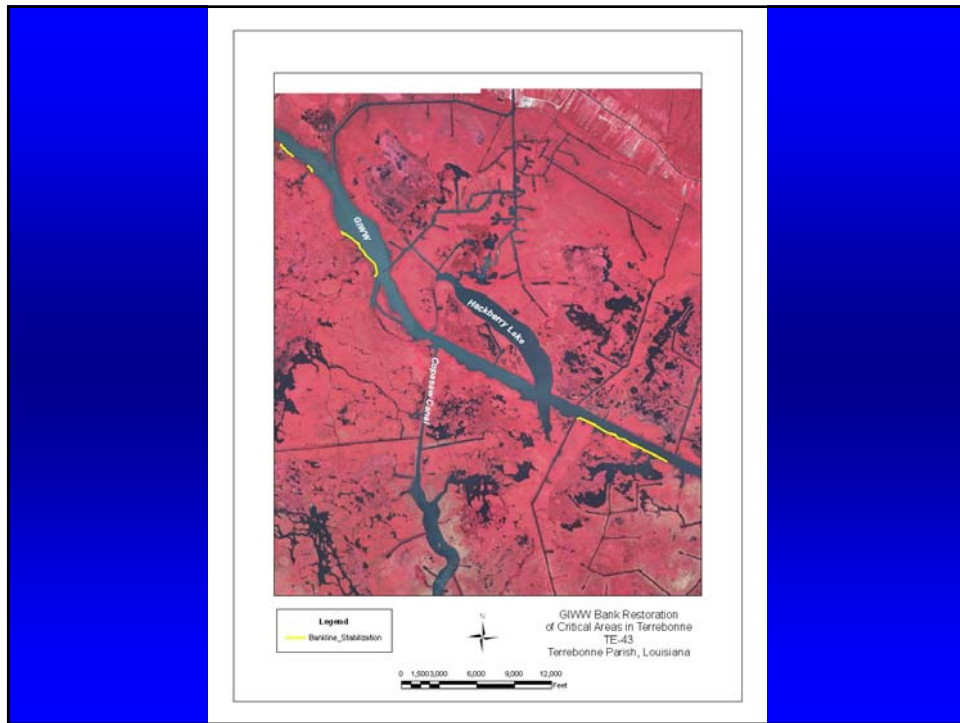 GIWW
Hackberry Lake
Copasaw Canal
Legend
Bankline_Stabilization
N
GIWW Bank Restoration
of Critical Areas in Terrebonne
TE-43
Terrebonne Parish, Louisiana
0 1,500 3,000 6,000 9,000 12,000
Feet